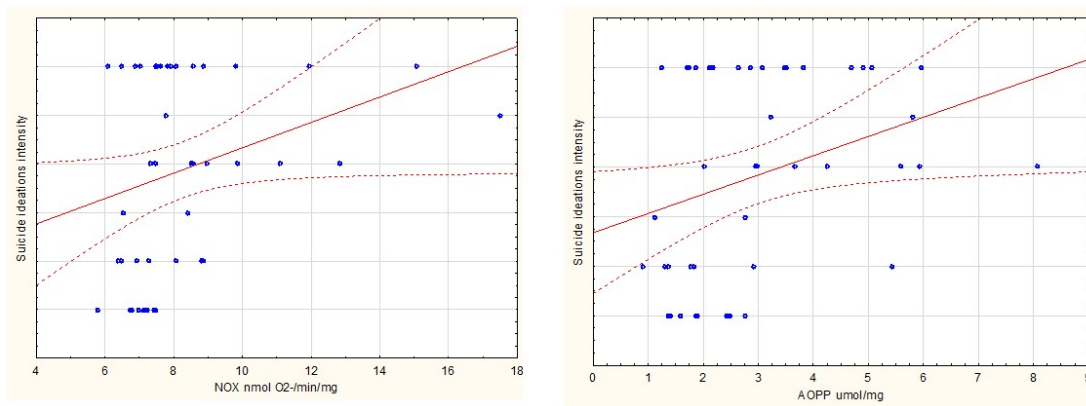 Suicide ideations intensity
4 6 8 10 12 14 16 18
NOX nmol O2-/min/mg
Suicide ideations intensity
0 1 2 3 4 5 6 7 8 9
AOPP umol/mg